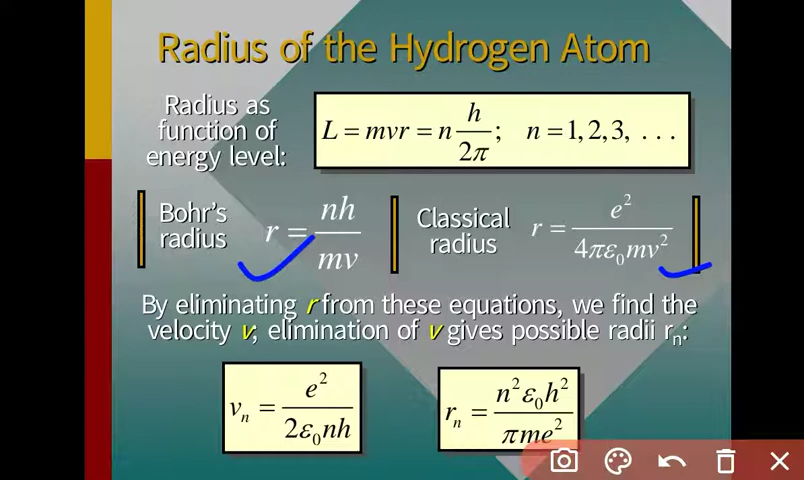 Radius of the Hydrogen Atom
Radius as
function of
energy level:
L = mvr = n h/2π; n = 1, 2, 3, . . .
Bohr's
radius
r = nh/mv
Classical
radius
r = e²/4πε₀mv²
By eliminating r from these equations, we find the
velocity v; elimination of v gives possible radii rₙ:
vₙ = e²/2ε₀nh
rₙ = n²ε₀h²/πme²